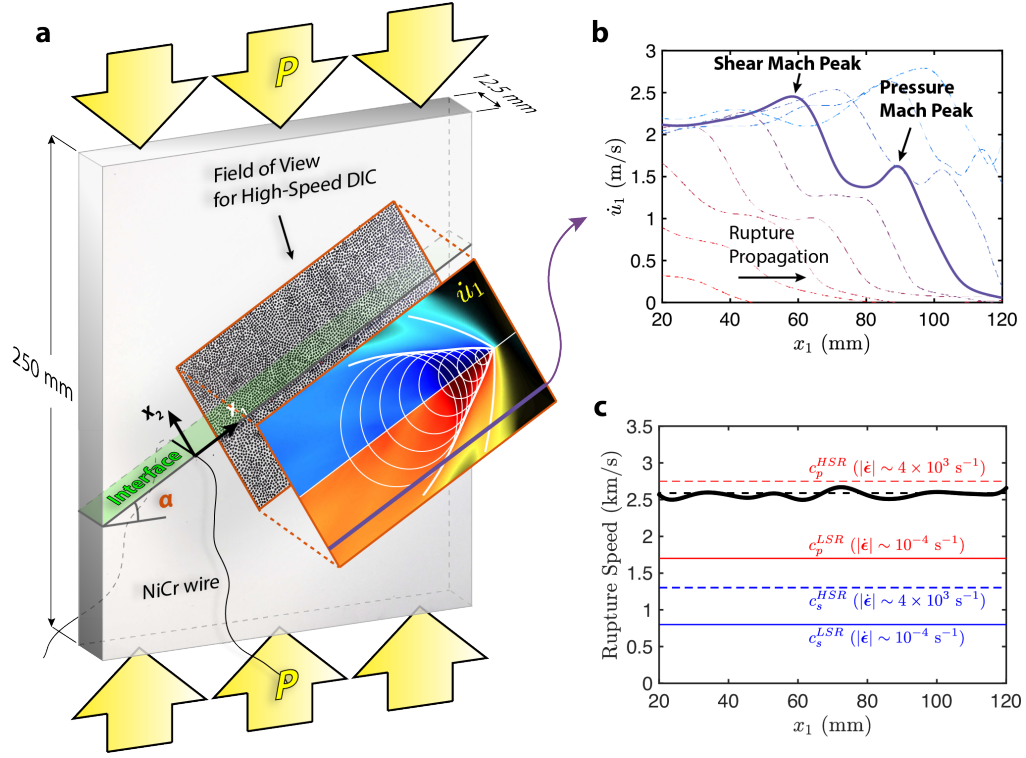 a
P
12.5 mm
Field of View
for High-Speed DIC
u̇₁
250 mm
x₂
x₁
Interface
α
NiCr wire
P
b
3
2.5
2
1.5
1
0.5
0
u̇₁ (m/s)
Shear Mach Peak
Pressure
Mach Peak
Rupture
Propagation
20 40 60 80 100 120
x₁ (mm)
c
3.5
3
2.5
2
1.5
1
0.5
0
Rupture Speed (km/s)
c_p^{HSR} (|ϵ̇| ∼ 4 × 10³ s⁻¹)
c_p^{LSR} (|ϵ̇| ∼ 10⁻⁴ s⁻¹)
c_s^{HSR} (|ϵ̇| ∼ 4 × 10³ s⁻¹)
c_s^{LSR} (|ϵ̇| ∼ 10⁻⁴ s⁻¹)
20 40 60 80 100 120
x₁ (mm)